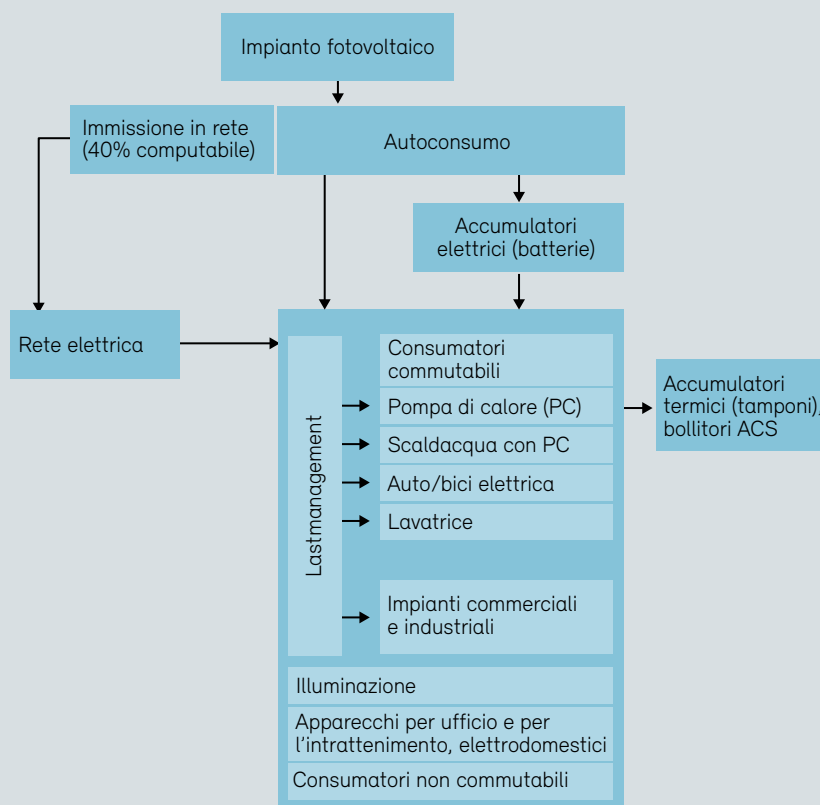 Impianto fotovoltaico
Immissione in rete
(40% computabile)
Autoconsumo
Accumulatori
elettrici (batterie)
Rete elettrica
Lastmanagement
Consumatori
commutabili
Pompa di calore (PC)
Scaldacqua con PC
Auto/bici elettrica
Lavatrice
Impianti commerciali
e industriali
Accumulatori
termici (tamponi),
bollitori ACS
Illuminazione
Apparecchi per ufficio e per
l'intrattenimento, elettrodomestici
Consumatori non commutabili